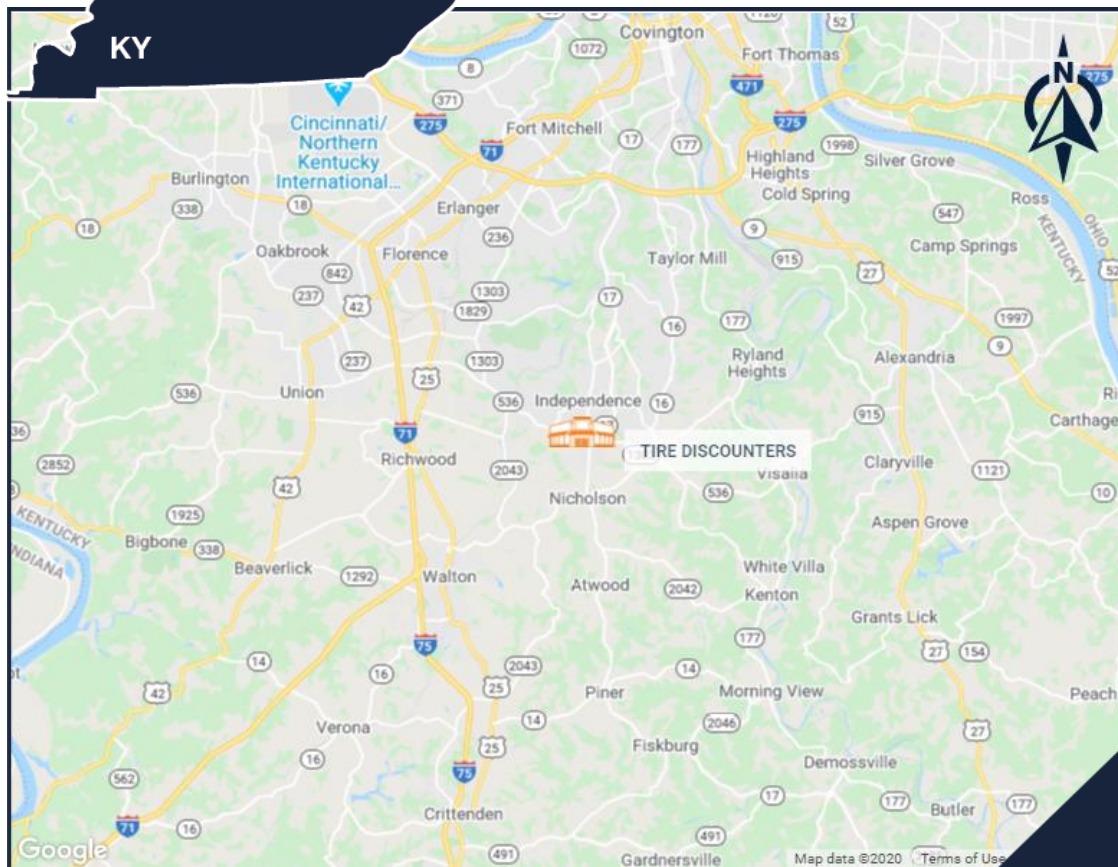 KY
N
Covington
Fort Thomas
52
1072
8
471
275
371
275
Fort Mitchell
17
177
275
1998
71
Cincinnati/
Northern
Kentucky
International...
Highland
Heights
Silver Grove
Cold Spring
Burlington
338
18
18
Erlanger
236
547
Ross
KENTUCKY
OHIO
9
Camp Springs
Oakbrook
Florence
Taylor Mill
915
27
52
842
237
42
1303
1829
17
16
177
1997
9
237
1303
Ryland
Heights
Alexandria
25
Union
536
536
Independence
16
915
Carthage
71
TIRE DISCOUNTERS
Richwood
2043
2852
42
Visalia
Claryville
1121
Nicholson
536
10
1925
KENTUCKY
INDIANA
Bigbone
338
Aspen Grove
Beaverlick
1292
Walton
Atwood
2042
White Villa
Kenton
Grants Lick
75
177
27
154
14
16
2043
14
42
25
Piner
Morning View
Peach
Verona
14
2046
27
16
25
Fiskburg
562
75
Demossville
17
177
Butler
177
71
16
Crittenden
491
491
Gardnersville
Google
Map data ©2020
Terms of Use